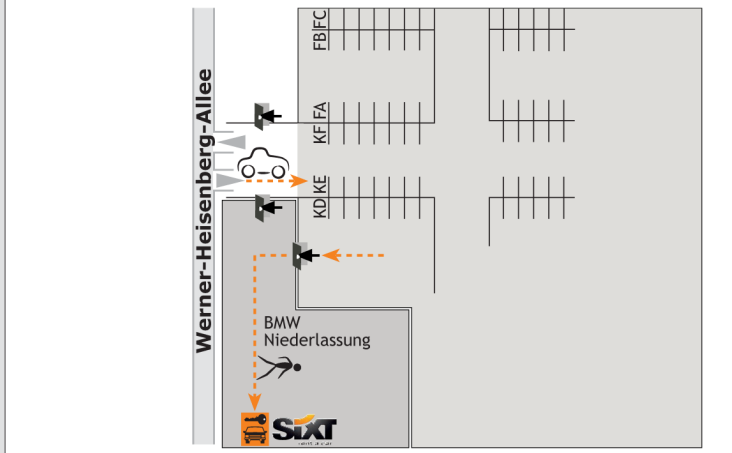 Werner-Heisenberg-Allee
FB FC
KF FA
KD KE
BMW
Niederlassung
SIXT